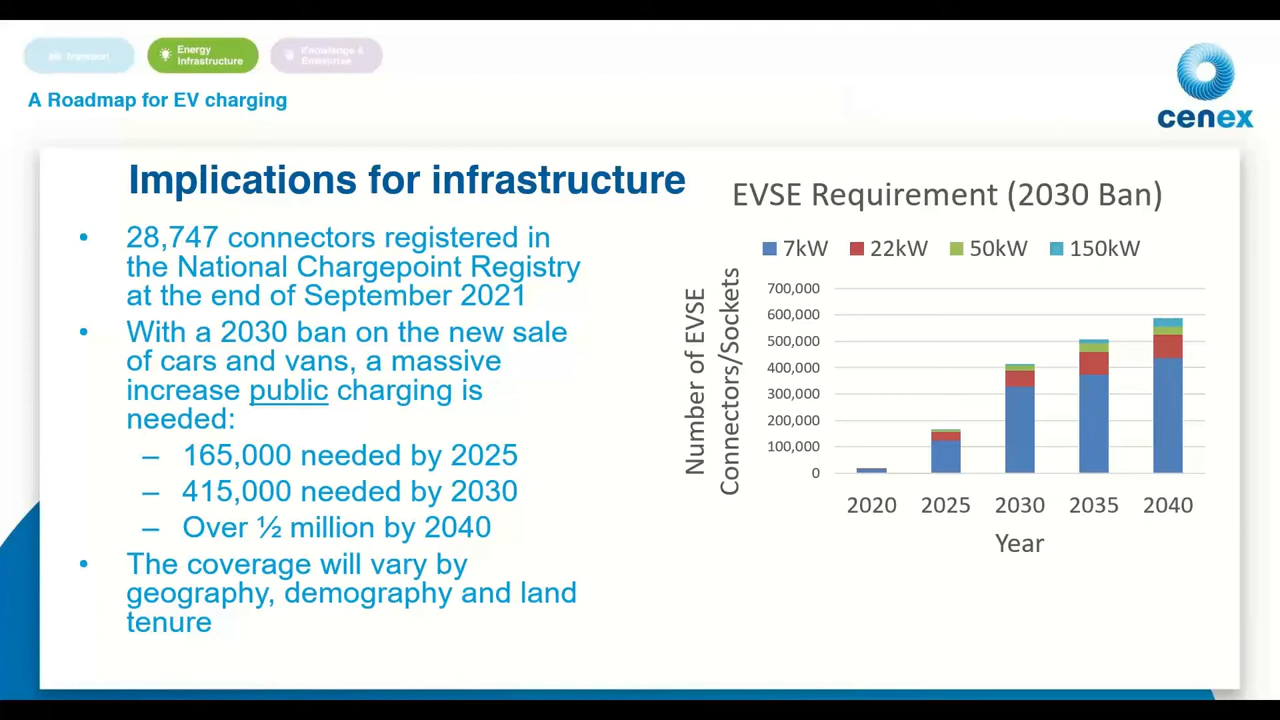 Transport
Energy
Infrastructure
Knowledge &
Enterprise
A Roadmap for EV charging
cenex
Implications for infrastructure
• 28,747 connectors registered in
the National Chargepoint Registry
at the end of September 2021
• With a 2030 ban on the new sale
of cars and vans, a massive
increase public charging is
needed:
– 165,000 needed by 2025
– 415,000 needed by 2030
– Over ½ million by 2040
• The coverage will vary by
geography, demography and land
tenure
EVSE Requirement (2030 Ban)
7kW 22kW 50kW 150kW
Number of EVSE
Connectors/Sockets
700,000
600,000
500,000
400,000
300,000
200,000
100,000
0
2020 2025 2030 2035 2040
Year